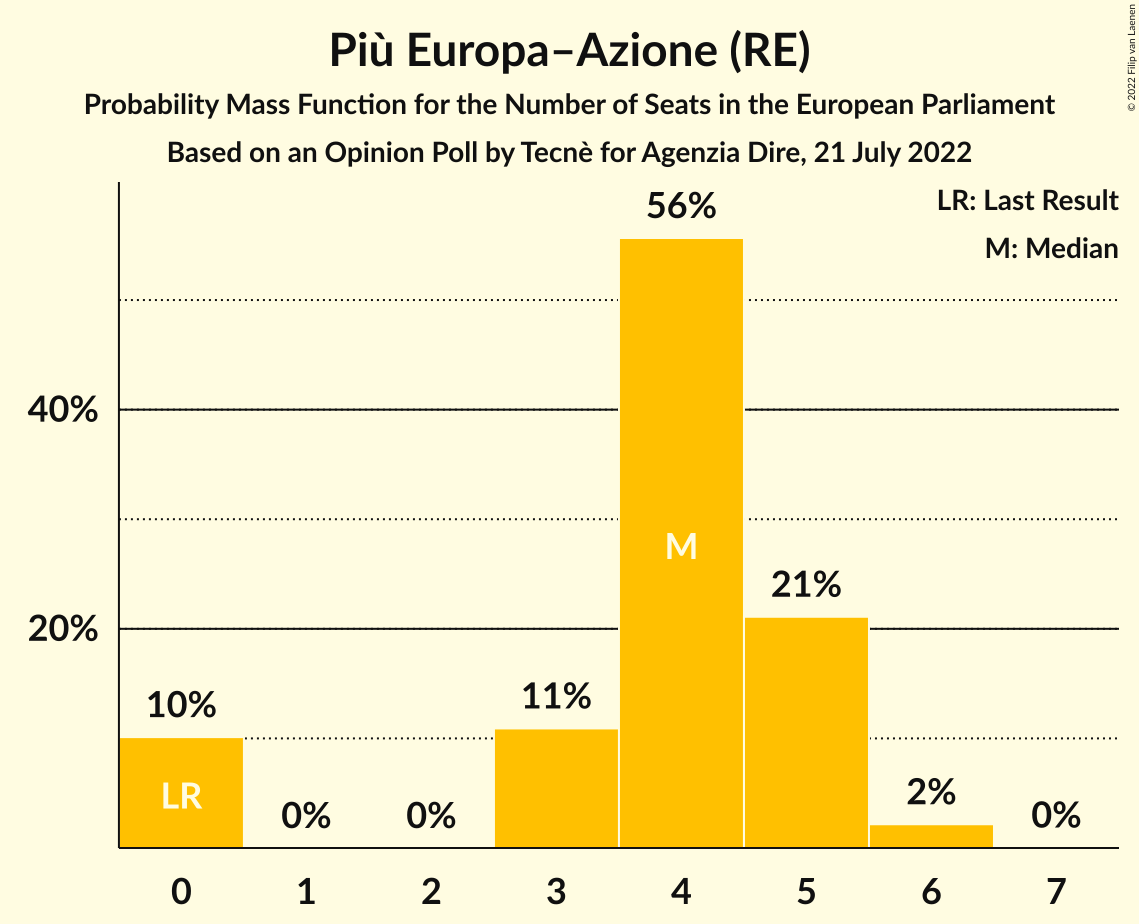 Più Europa–Azione (RE)
Probability Mass Function for the Number of Seats in the European Parliament
Based on an Opinion Poll by Tecnè for Agenzia Dire, 21 July 2022
© 2022 Filip van Laenen
LR: Last Result
M: Median
56%
40%
M
21%
20%
10%
11%
LR
0%
0%
2%
0%
0 1 2 3 4 5 6 7